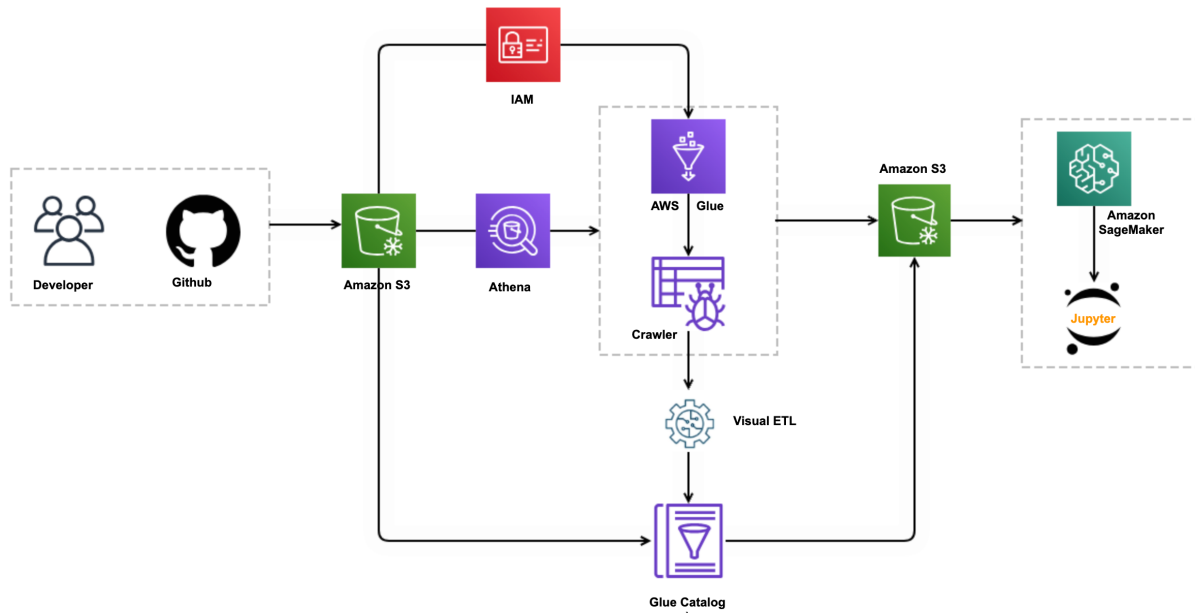 IAM
Amazon S3
AWS Glue
Amazon
SageMaker
Developer
Github
Amazon S3
Athena
Jupyter
Crawler
Visual ETL
Glue Catalog